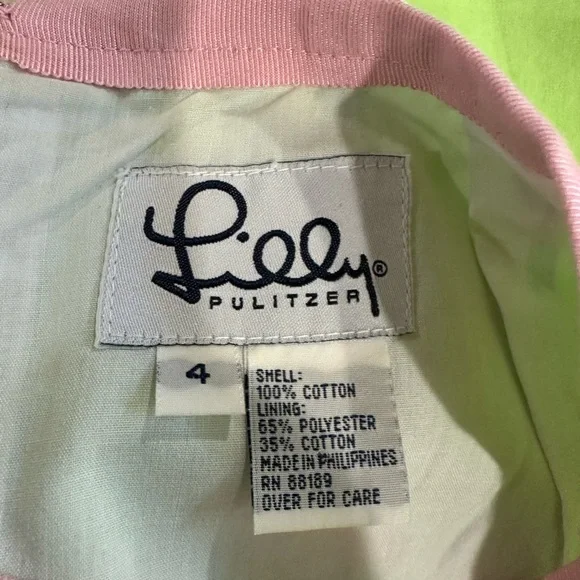 Lilly®
PULITZER
4
SHELL:
100% COTTON
LINING:
65% POLYESTER
35% COTTON
MADE IN PHILIPPINES
RN 88189
OVER FOR CARE